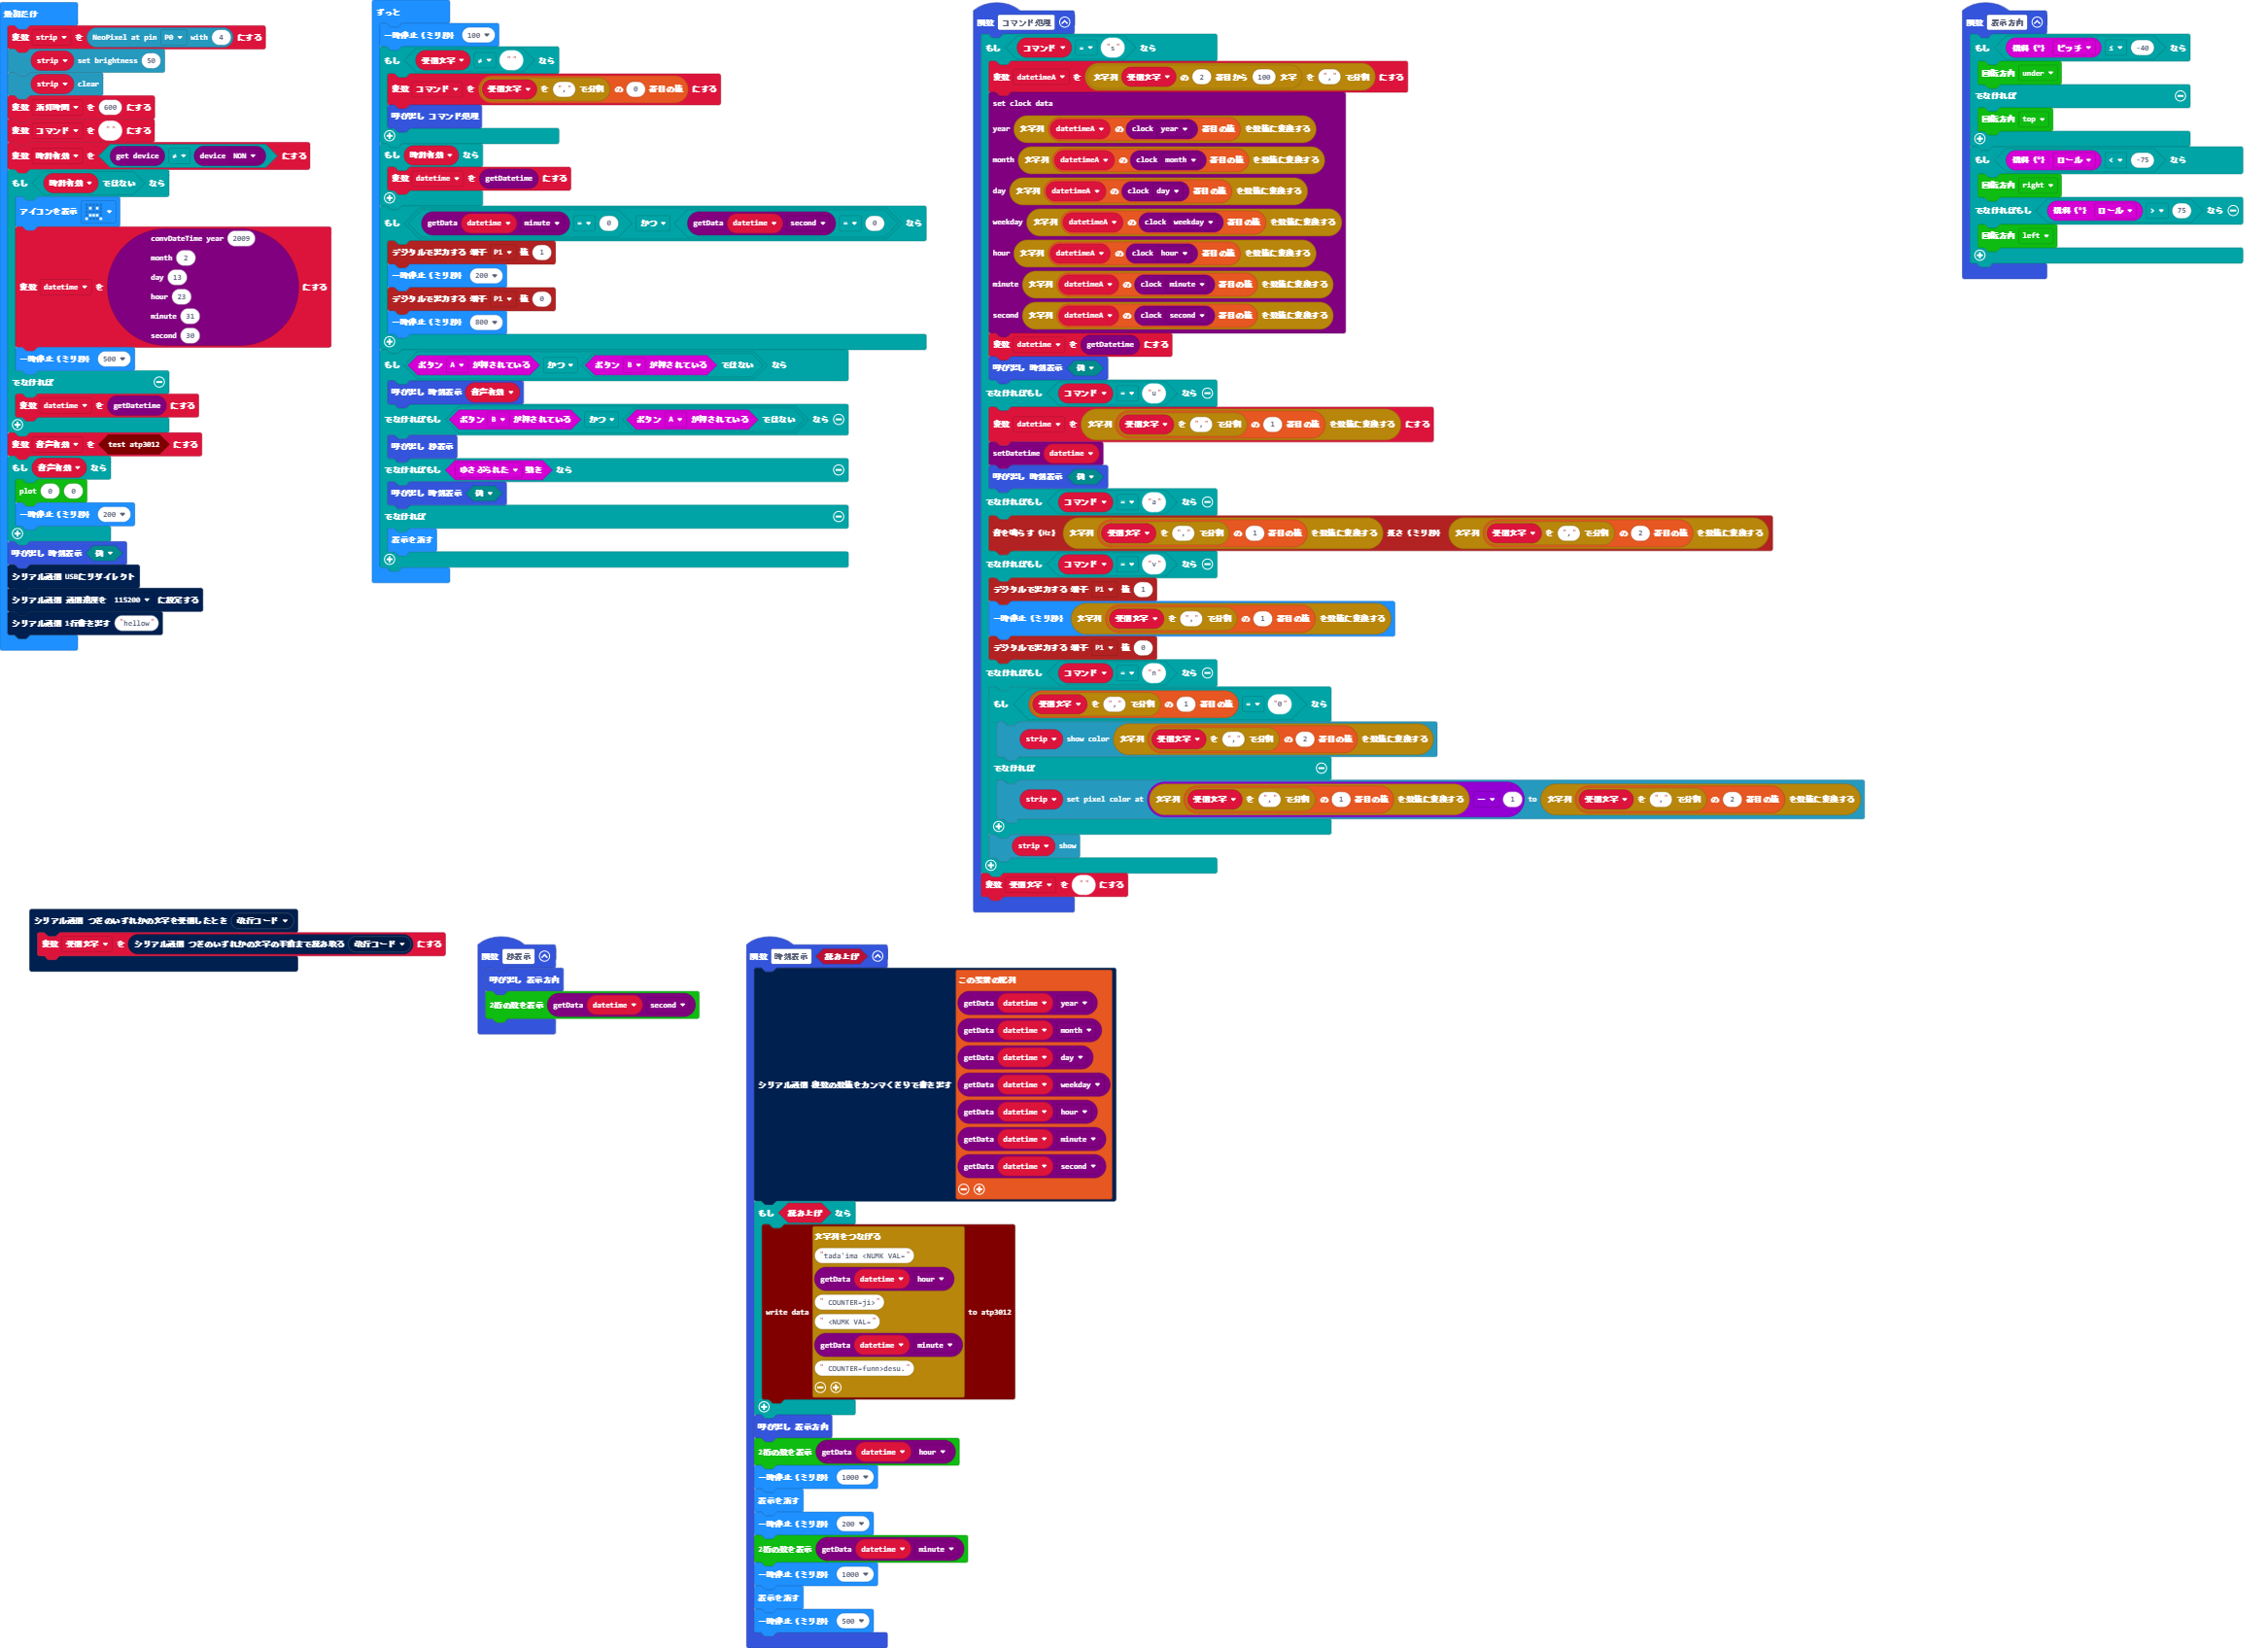 最初だけ
変数 strip を NeoPixel at pin P0 with 4 にする
strip set brightness 50
strip clear
変数 消灯時間 を 600 にする
変数 コマンド を "" にする
変数 時計有効 を get device ≠ device NON にする
もし 時計有効 ではない なら
アイコンを表示
convDateTime year 2009
month 2
day 13
hour 23
変数 datetime を にする
minute 31
second 30
一時停止 (ミリ秒) 500
でなければ
変数 datetime を getDatetime にする
変数 音声有効 を test atp3012 にする
もし 音声有効 なら
plot 0 0
一時停止 (ミリ秒) 200
呼び出し 時刻表示 偽
シリアル通信 USBにリダイレクト
シリアル通信 通信速度を 115200 に設定する
シリアル通信 1行書き出す "hellow"
ずっと
一時停止 (ミリ秒) 100
もし 受信文字 ≠ "" なら
変数 コマンド を 受信文字 を "," で分割 の 0 番目の値 にする
呼び出し コマンド処理
もし 時計有効 なら
変数 datetime を getDatetime にする
もし getData datetime minute = 0 かつ getData datetime second = 0 なら
デジタルで出力する 端子 P1 値 1
一時停止 (ミリ秒) 200
デジタルで出力する 端子 P1 値 0
一時停止 (ミリ秒) 800
もし ボタン A が押されている かつ ボタン B が押されている ではない なら
呼び出し 時刻表示 音声有効
でなければもし ボタン B が押されている かつ ボタン A が押されている ではない なら
呼び出し 秒表示
でなければもし ゆさぶられた 動き なら
呼び出し 時刻表示 偽
でなければ
表示を消す
関数 コマンド処理
もし コマンド = "s" なら
変数 datetimeA を 文字列 受信文字 の 2 番目から 100 文字 を "," で分割 にする
set clock data
year 文字列 datetimeA の clock year 番目の値 を数値に変換する
month 文字列 datetimeA の clock month 番目の値 を数値に変換する
day 文字列 datetimeA の clock day 番目の値 を数値に変換する
weekday 文字列 datetimeA の clock weekday 番目の値 を数値に変換する
hour 文字列 datetimeA の clock hour 番目の値 を数値に変換する
minute 文字列 datetimeA の clock minute 番目の値 を数値に変換する
second 文字列 datetimeA の clock second 番目の値 を数値に変換する
変数 datetime を getDatetime にする
呼び出し 時刻表示 偽
でなければもし コマンド = "u" なら
変数 datetime を 文字列 受信文字 を "," で分割 の 1 番目の値 を数値に変換する にする
setDatetime datetime
呼び出し 時刻表示 偽
でなければもし コマンド = "a" なら
音を鳴らす (Hz) 文字列 受信文字 を "," で分割 の 1 番目の値 を数値に変換する 長さ (ミリ秒) 文字列 受信文字 を "," で分割 の 2 番目の値 を数値に変換する
でなければもし コマンド = "v" なら
デジタルで出力する 端子 P1 値 1
一時停止 (ミリ秒) 文字列 受信文字 を "," で分割 の 1 番目の値 を数値に変換する
デジタルで出力する 端子 P1 値 0
でなければもし コマンド = "n" なら
もし 受信文字 を "," で分割 の 1 番目の値 = "0" なら
strip show color 文字列 受信文字 を "," で分割 の 2 番目の値 を数値に変換する
でなければ
strip set pixel color at 文字列 受信文字 を "," で分割 の 1 番目の値 を数値に変換する - 1 to 文字列 受信文字 を "," で分割 の 2 番目の値 を数値に変換する
strip show
変数 受信文字 を "" にする
関数 表示方向
もし 傾斜 (°) ピッチ ≤ -40 なら
回転方向 under
でなければ
回転方向 top
もし 傾斜 (°) ロール < -75 なら
回転方向 right
でなければもし 傾斜 (°) ロール > 75 なら
回転方向 left
シリアル通信 つぎのいずれかの文字を受信したとき 改行コード
変数 受信文字 を シリアル通信 つぎのいずれかの文字の手前まで読み取る 改行コード にする
関数 秒表示
呼び出し 表示方向
2桁の数を表示 getData datetime second
関数 時刻表示 読み上げ
この要素の配列
getData datetime year
getData datetime month
getData datetime day
シリアル通信 複数の数値をカンマくぎりで書き出す getData datetime weekday
getData datetime hour
getData datetime minute
getData datetime second
もし 読み上げ なら
文字列をつなげる
"tada'ima <NUMK VAL="
getData datetime hour
" COUNTER=ji>"
write data to atp3012
" <NUMK VAL="
getData datetime minute
" COUNTER=funn>desu."
呼び出し 表示方向
2桁の数を表示 getData datetime hour
一時停止 (ミリ秒) 1000
表示を消す
一時停止 (ミリ秒) 200
2桁の数を表示 getData datetime minute
一時停止 (ミリ秒) 1000
表示を消す
一時停止 (ミリ秒) 500